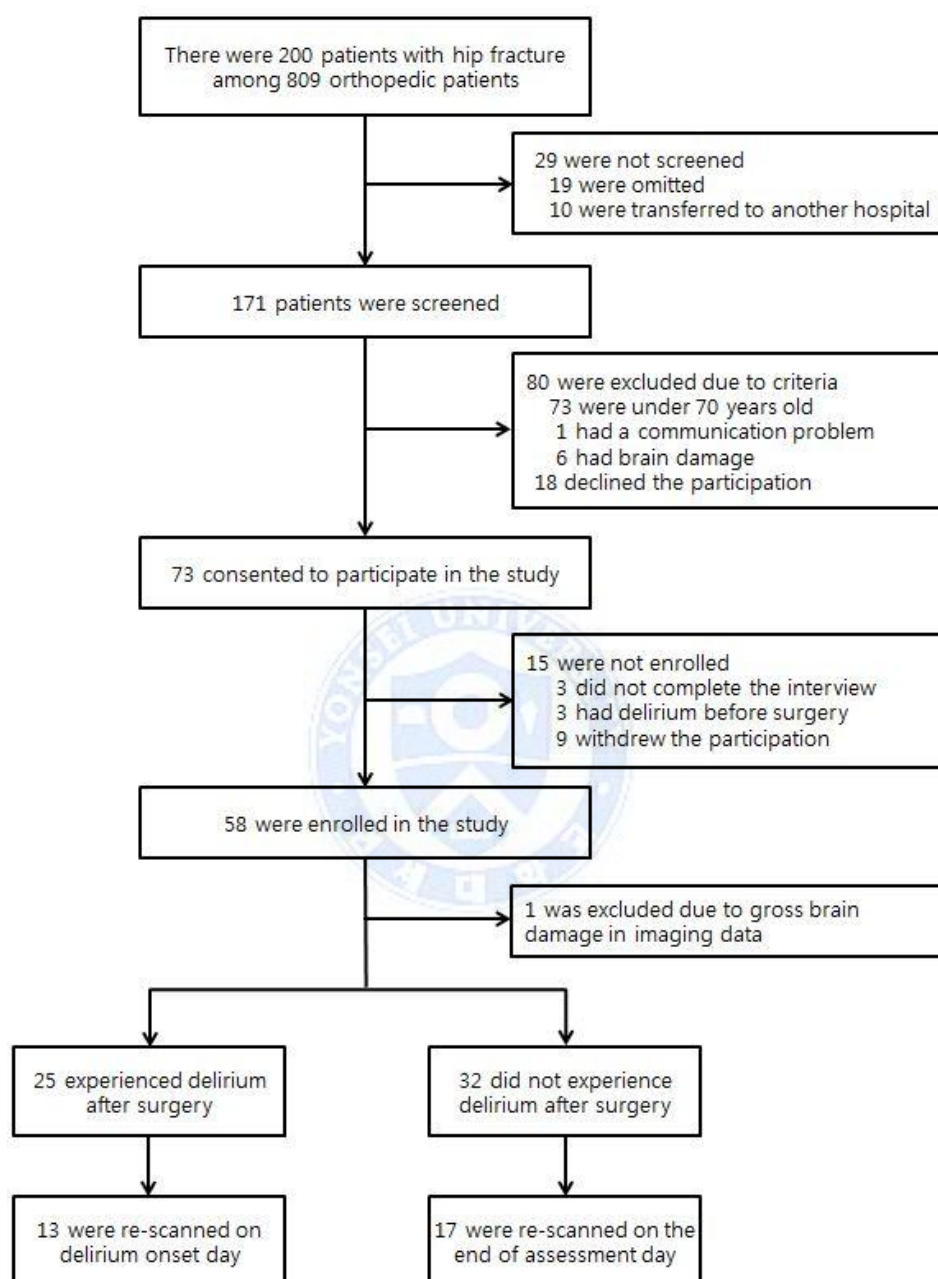 There were 200 patients with hip fracture
among 809 orthopedic patients
29 were not screened
19 were omitted
10 were transferred to another hospital
171 patients were screened
80 were excluded due to criteria
73 were under 70 years old
1 had a communication problem
6 had brain damage
18 declined the participation
73 consented to participate in the study
15 were not enrolled
3 did not complete the interview
3 had delirium before surgery
9 withdrew the participation
YONSEI UNIVERSITY
58 were enrolled in the study
1 was excluded due to gross brain
damage in imaging data
25 experienced delirium
after surgery
32 did not experience
delirium after surgery
13 were re-scanned on
delirium onset day
17 were re-scanned on the
end of assessment day